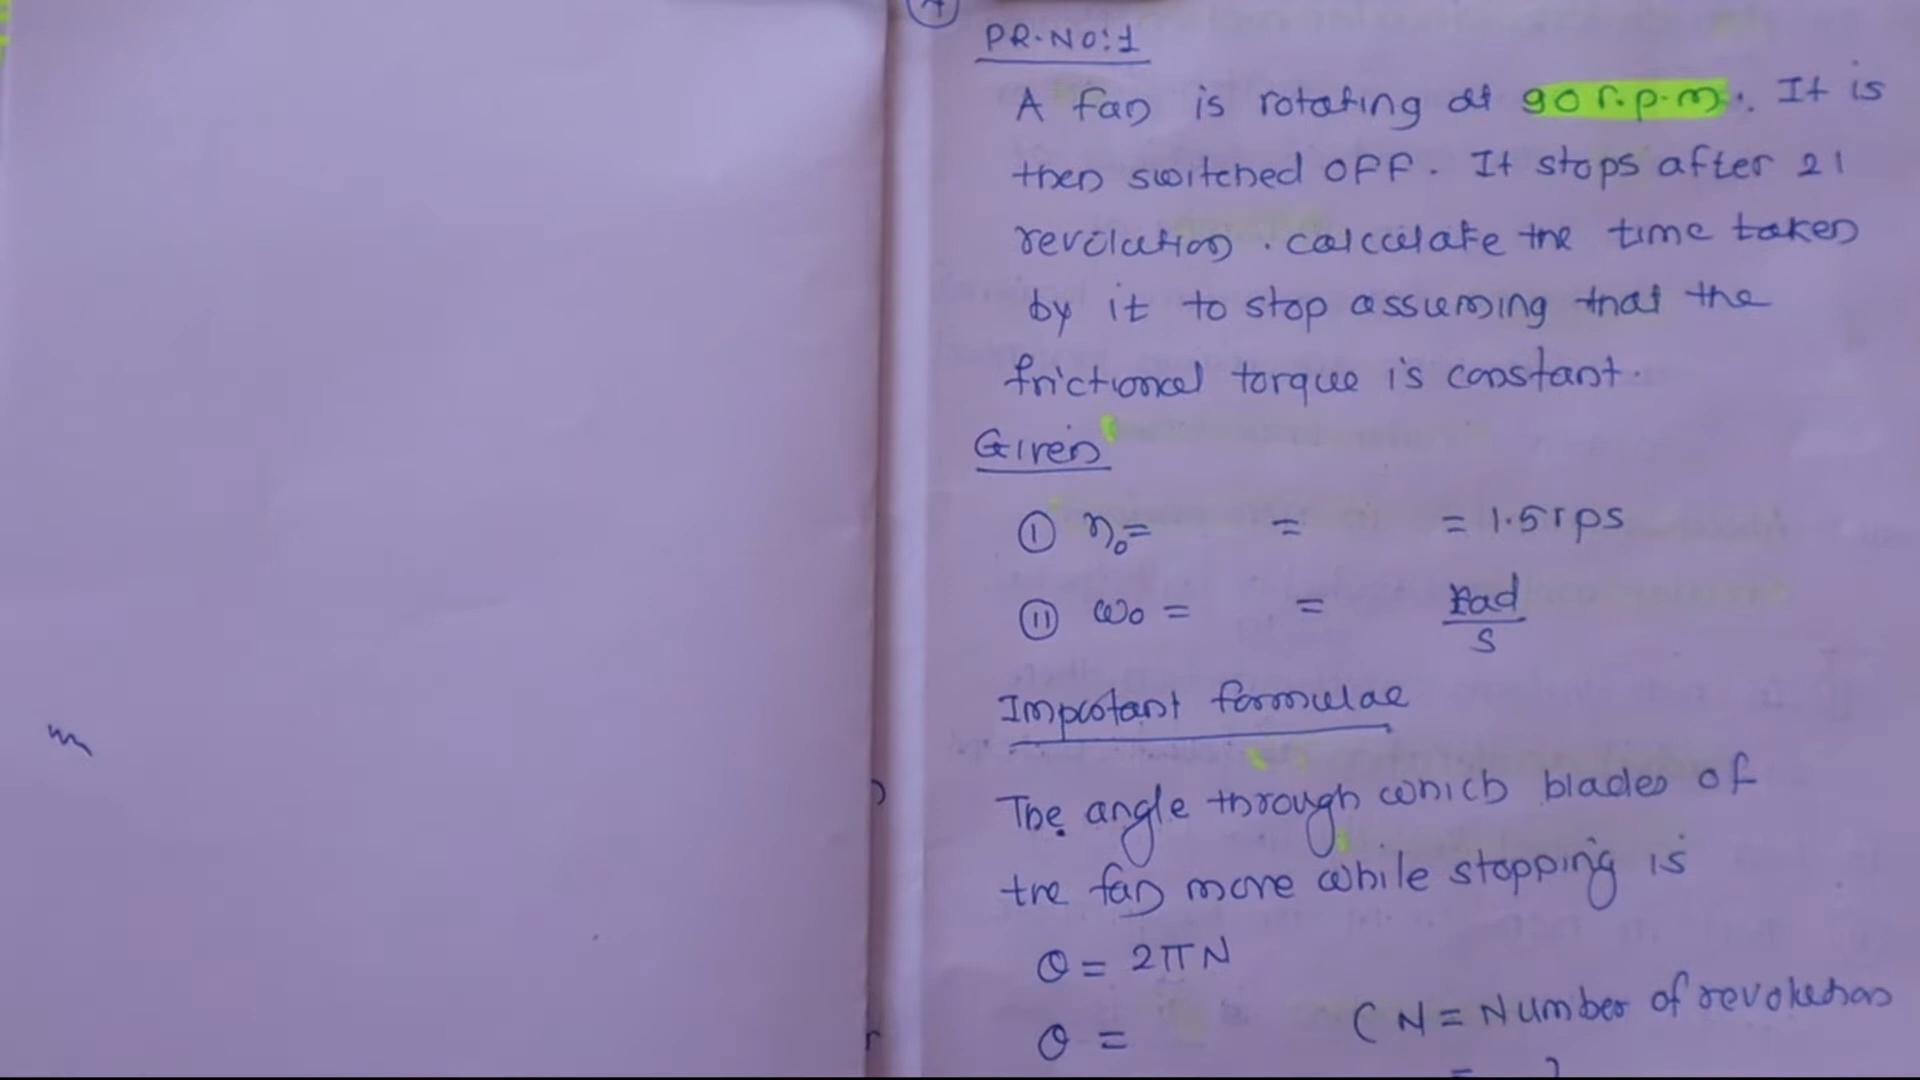 PR.NO:1
A fan is rotating at 90 r.p.m. It is
then switched OFF. It stops after 21
revolution. calculate the time taken
by it to stop assuming that the
frictional torque is constant.
Given
① n₀ = = = 1.5 rps
② ω₀ = = rad/s
Important formulae
The angle through which blades of
the fan move while stopping is
θ = 2πN
θ = (N = Number of revolutions